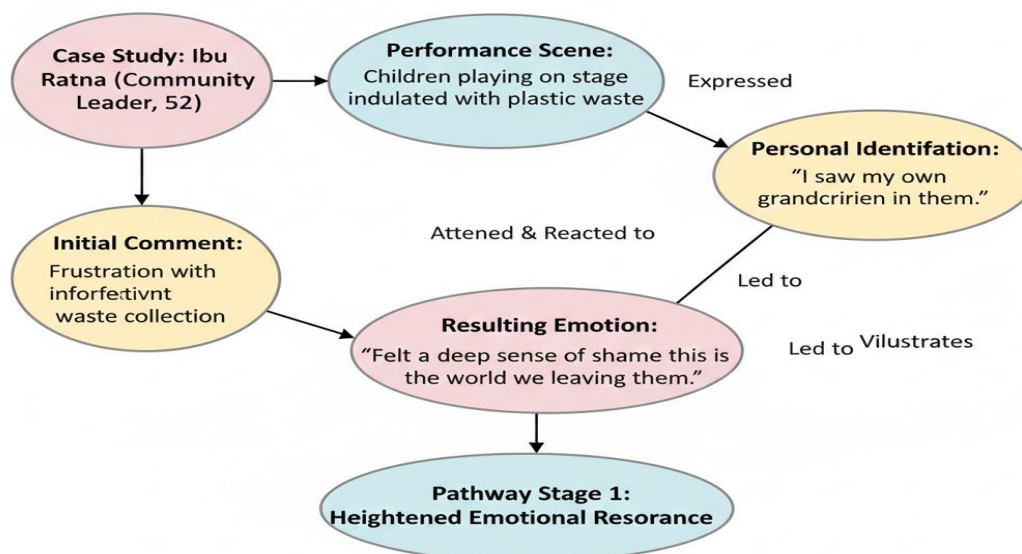 Case Study: Ibu
Ratna (Community
Leader, 52)
Performance Scene:
Children playing on stage
indulated with plastic waste
Expressed
Personal Identifation:
"I saw my own
grandcririen in them."
Initial Comment:
Frustration with
waste collection
Attened & Reacted to
Led to
Resulting Emotion:
"Felt a deep sense of shame this is
the world we leaving them."
Led to Vilustrates
Pathway Stage 1:
Heightened Emotional Resorance